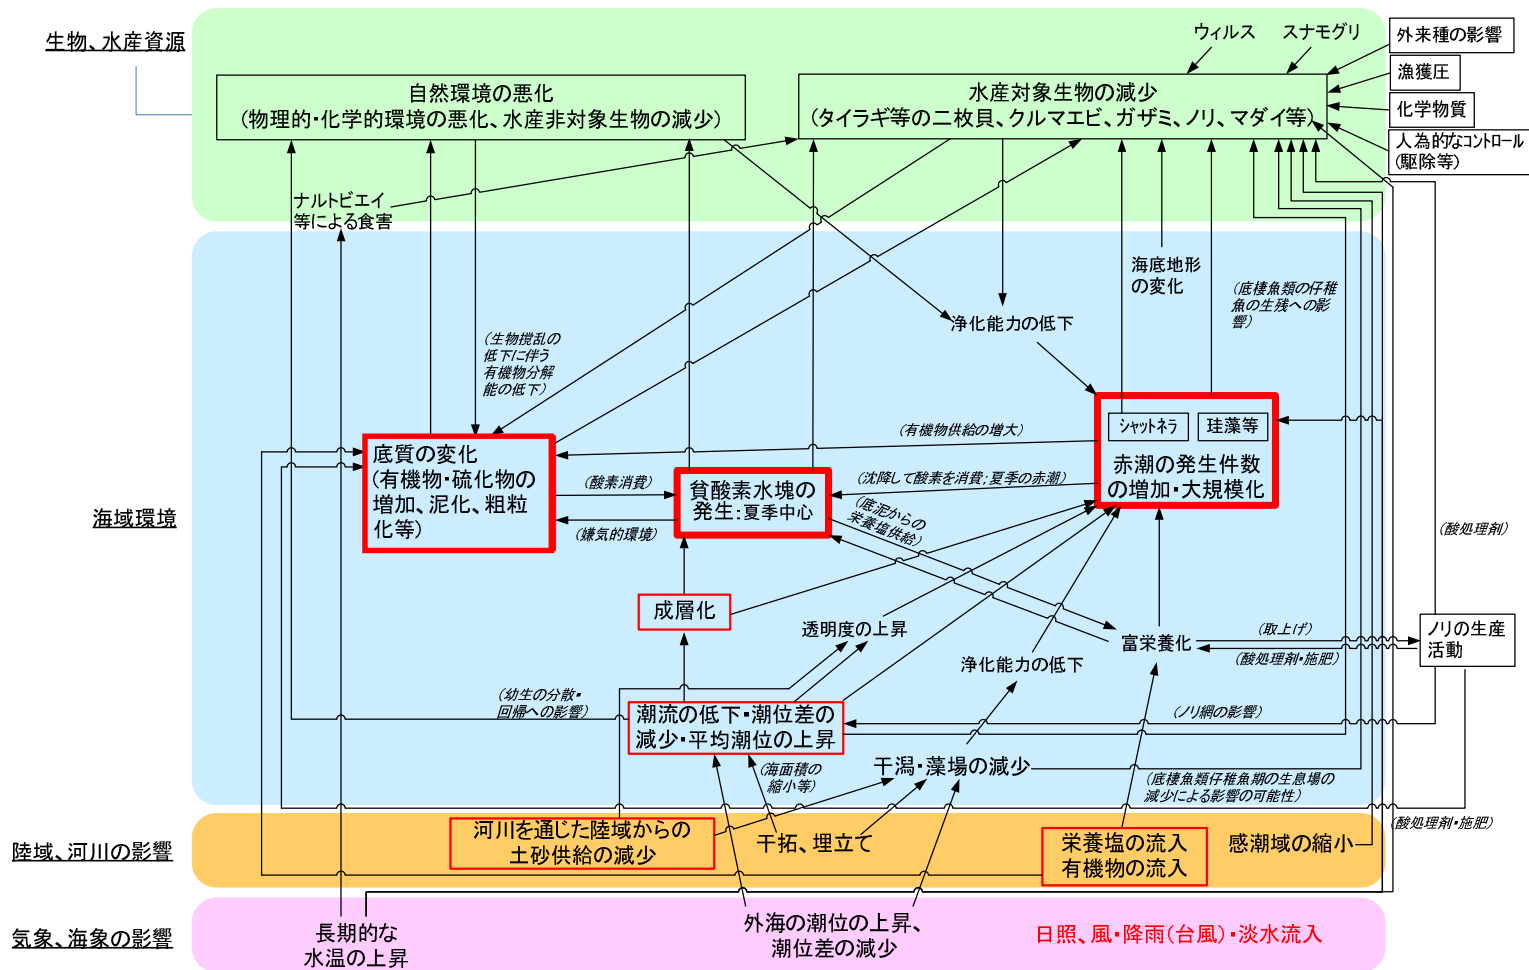 生物、水産資源
ウィルス
スナモグリ
外来種の影響
漁獲圧
化学物質
人為的なコントロール
(駆除等)
自然環境の悪化
(物理的・化学的環境の悪化、水産非対象生物の減少)
水産対象生物の減少
(タイラギ等の二枚貝、クルマエビ、ガザミ、ノリ、マダイ等)
ナルトビエイ
等による食害
海底地形
の変化
(底棲魚類の仔稚
魚の生残への影
響)
浄化能力の低下
(生物撹乱の
低下に伴う
有機物分解
能の低下)
シャットネラ
珪藻等
赤潮の発生件数
の増加・大規模化
(有機物供給の増大)
底質の変化
(有機物・硫化物の
増加、泥化、粗粒
化等)
(酸素消費)
(嫌気的環境)
貧酸素水塊の
発生:夏季中心
(沈降して酸素を消費;夏季の赤潮)
(底泥からの
栄養塩供給)
海域環境
(酸処理剤)
成層化
透明度の上昇
富栄養化
(取上げ)
(酸処理剤・施肥)
ノリの生産
活動
浄化能力の低下
(幼生の分散・
回帰への影響)
潮流の低下・潮位差の
減少・平均潮位の上昇
(ノリ網の影響)
(海面積の
縮小等)
干潟・藻場の減少
(底棲魚類仔稚魚期の生息場の
減少による影響の可能性)
(酸処理剤・施肥)
陸域、河川の影響
河川を通じた陸域からの
土砂供給の減少
干拓、埋立て
栄養塩の流入
有機物の流入
感潮域の縮小
気象、海象の影響
長期的な
水温の上昇
外海の潮位の上昇、
潮位差の減少
日照、風・降雨(台風)・淡水流入